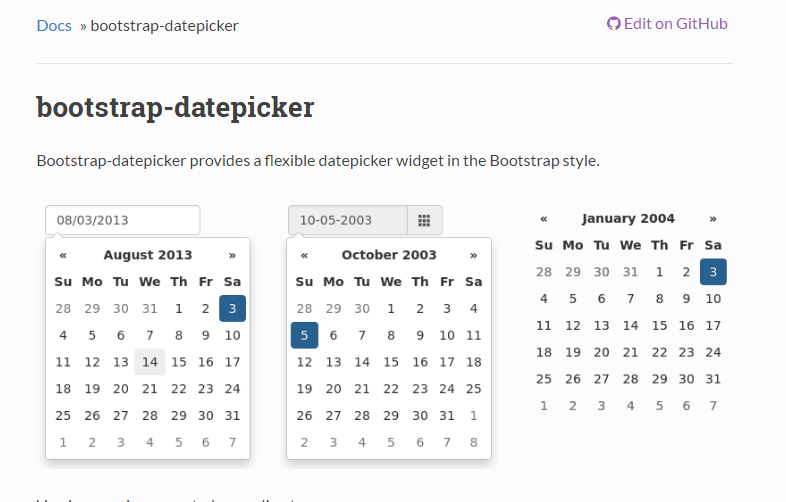 Docs » bootstrap-datepicker
Edit on GitHub
bootstrap-datepicker
Bootstrap-datepicker provides a flexible datepicker widget in the Bootstrap style.
08/03/2013
« August 2013 »
Su Mo Tu We Th Fr Sa
28 29 30 31 1 2 3
4 5 6 7 8 9 10
11 12 13 14 15 16 17
18 19 20 21 22 23 24
25 26 27 28 29 30 31
1 2 3 4 5 6 7
10-05-2003
« October 2003 »
Su Mo Tu We Th Fr Sa
28 29 30 1 2 3 4
5 6 7 8 9 10 11
12 13 14 15 16 17 18
19 20 21 22 23 24 25
26 27 28 29 30 31 1
2 3 4 5 6 7 8
« January 2004 »
Su Mo Tu We Th Fr Sa
28 29 30 31 1 2 3
4 5 6 7 8 9 10
11 12 13 14 15 16 17
18 19 20 21 22 23 24
25 26 27 28 29 30 31
1 2 3 4 5 6 7